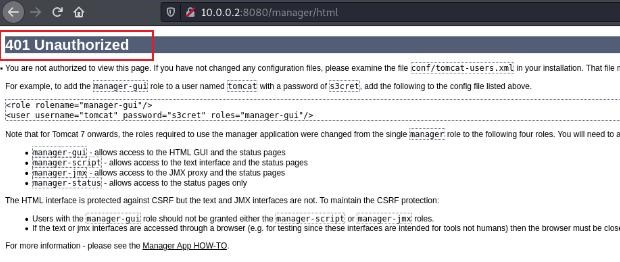 10.0.0.2:8080/manager/html
401 Unauthorized
You are not authorized to view this page. If you have not changed any configuration files, please examine the file conf/tomcat-users.xml in your installation. That file m
For example, to add the manager-gui role to a user named tomcat with a password of s3cret, add the following to the config file listed above.
<role rolename="manager-gui"/>
<user username="tomcat" password="s3cret" roles="manager-gui"/>
Note that for Tomcat 7 onwards, the roles required to use the manager application were changed from the single manager role to the following four roles. You will need to a
• manager-gui - allows access to the HTML GUI and the status pages
• manager-script - allows access to the text interface and the status pages
• manager-jmx - allows access to the JMX proxy and the status pages
• manager-status - allows access to the status pages only
The HTML interface is protected against CSRF but the text and JMX interfaces are not. To maintain the CSRF protection:
• Users with the manager-gui role should not be granted either the manager-script or manager-jmx roles.
• If the text or jmx interfaces are accessed through a browser (e.g. for testing since these interfaces are intended for tools not humans) then the browser must be close
For more information - please see the Manager App HOW-TO.